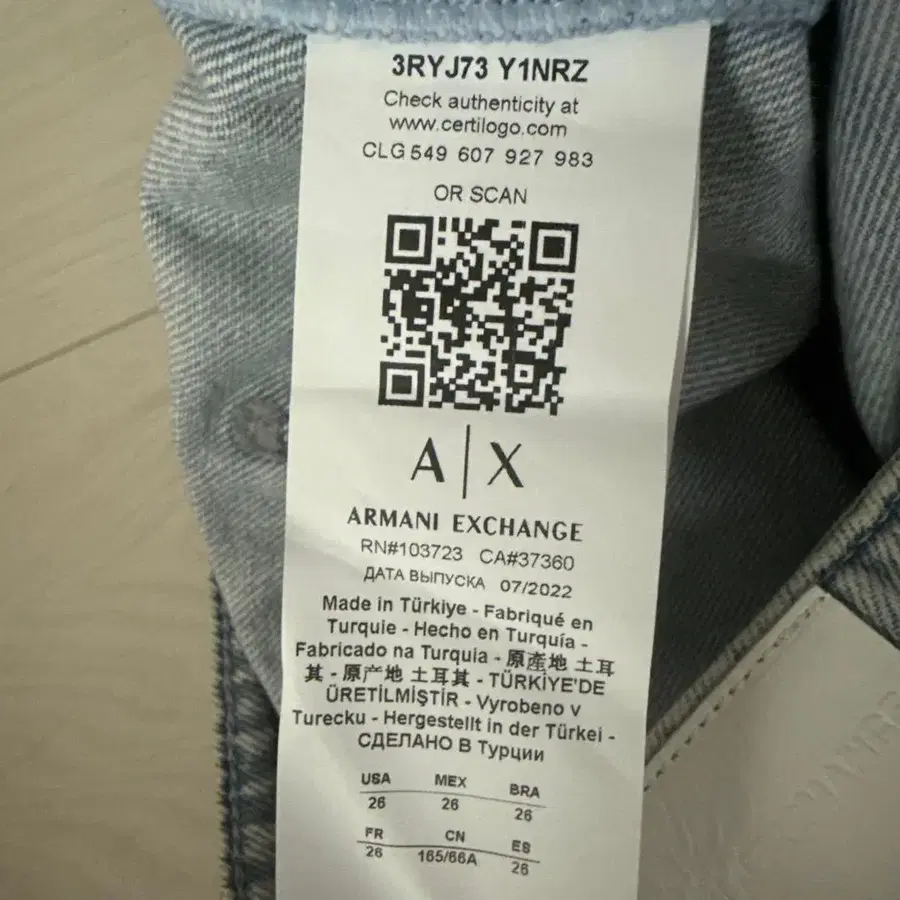 3RYJ73 Y1NRZ
Check authenticity at
www.certilogo.com
CLG 549 607 927 983
OR SCAN
A|X
ARMANI EXCHANGE
RN#103723 CA#37360
ДАТА ВЫПУСКА 07/2022
Made in Türkiye - Fabriqué en
Turquie - Hecho en Turquía -
Fabricado na Turquia - 原產地 土耳
其 - 原产地 土耳其 - TÜRKİYE'DE
ÜRETİLMİŞTİR - Vyrobeno v
Turecku - Hergestellt in der Türkei -
СДЕЛАНО В Турции
USA MEX BRA
26 26 26
FR CN ES
26 165/66A 26